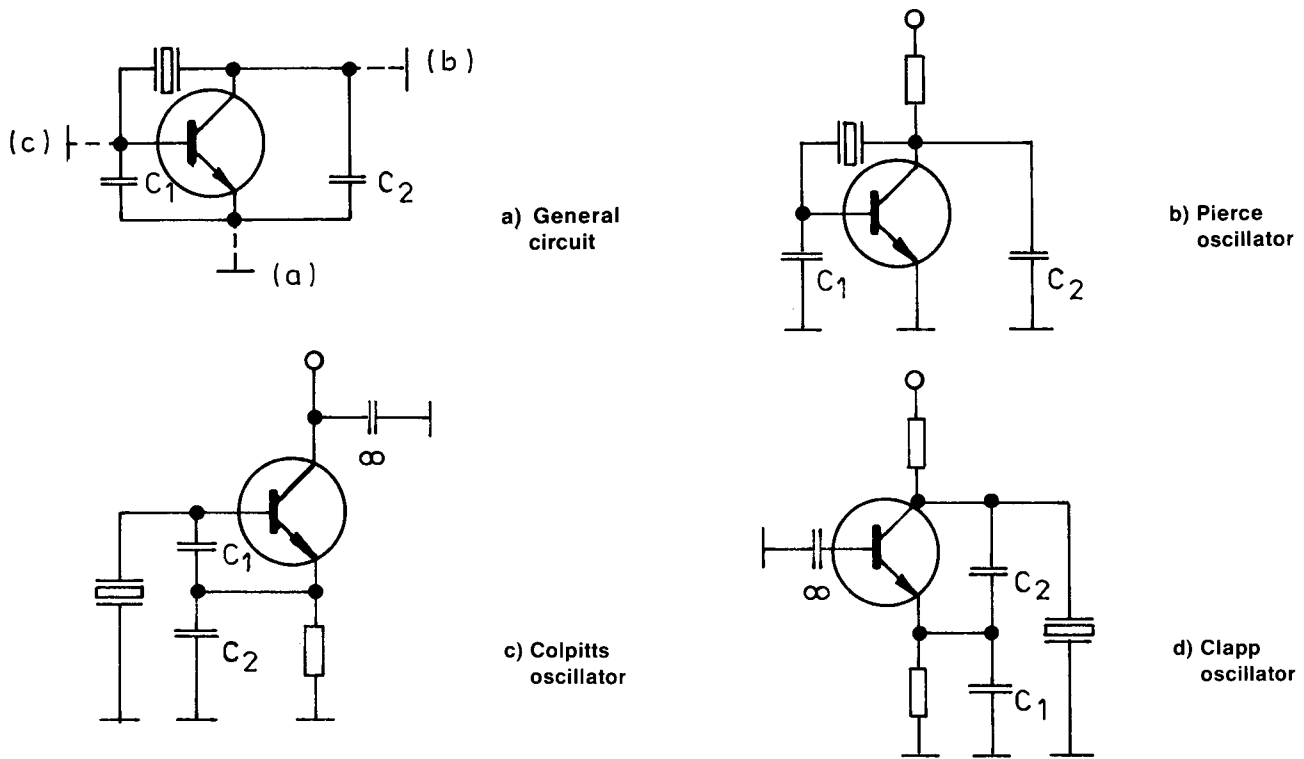 (b)
(c)
C1
C2
a) General
circuit
(a)
b) Pierce
oscillator
C1
C2
∞
C1
C2
c) Colpitts
oscillator
∞
C2
C1
d) Clapp
oscillator